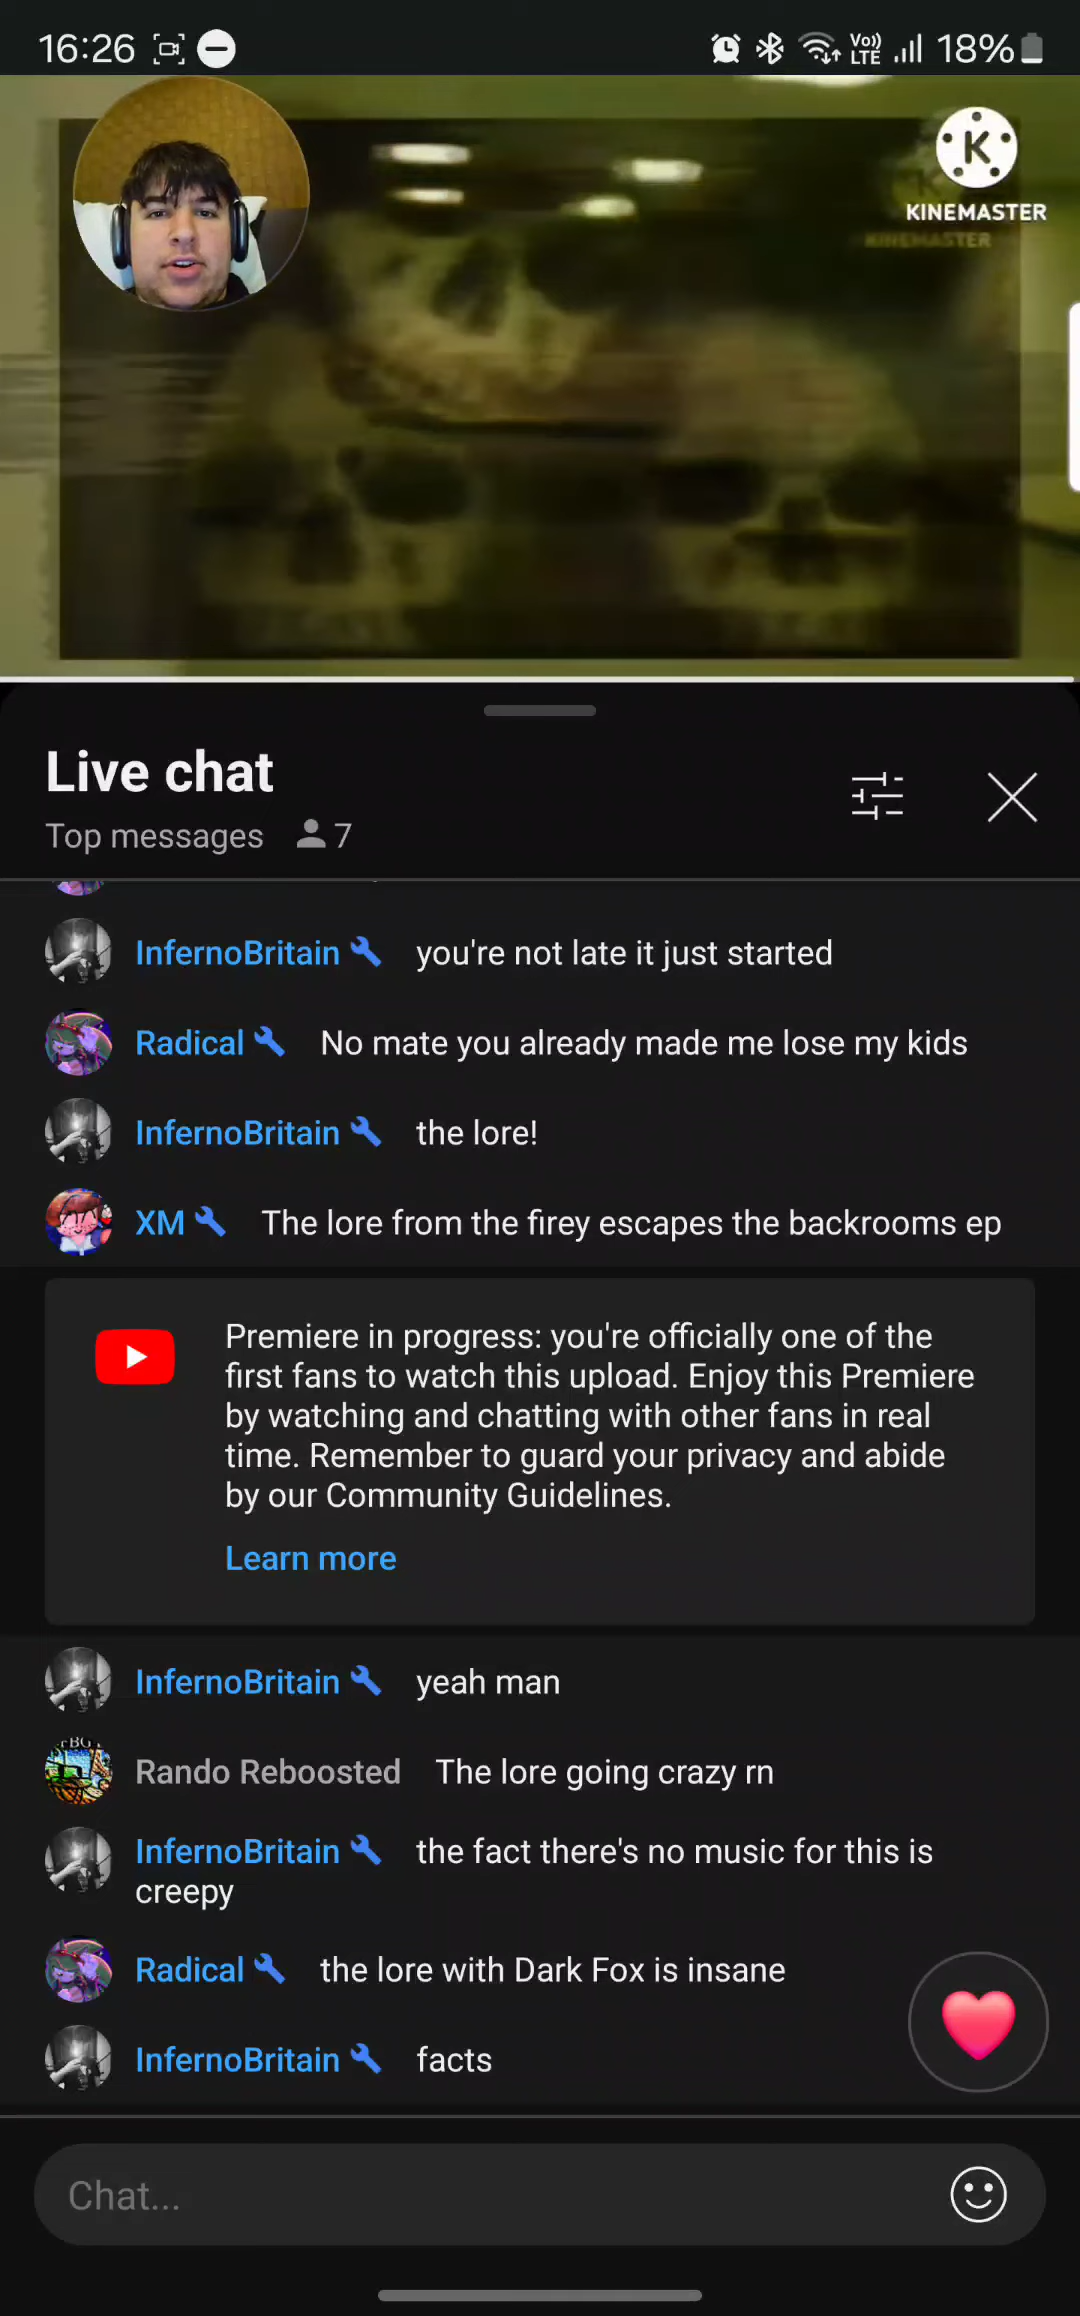 16:26
Vo))
LTE
18%
K
KINEMASTER
KINEMASTER
Live chat
Top messages 7
InfernoBritain you're not late it just started
Radical No mate you already made me lose my kids
InfernoBritain the lore!
XM The lore from the firey escapes the backrooms ep
Premiere in progress: you're officially one of the
first fans to watch this upload. Enjoy this Premiere
by watching and chatting with other fans in real
time. Remember to guard your privacy and abide
by our Community Guidelines.
Learn more
InfernoBritain yeah man
Rando Reboosted The lore going crazy rn
InfernoBritain the fact there's no music for this is
creepy
Radical the lore with Dark Fox is insane
InfernoBritain facts
Chat...